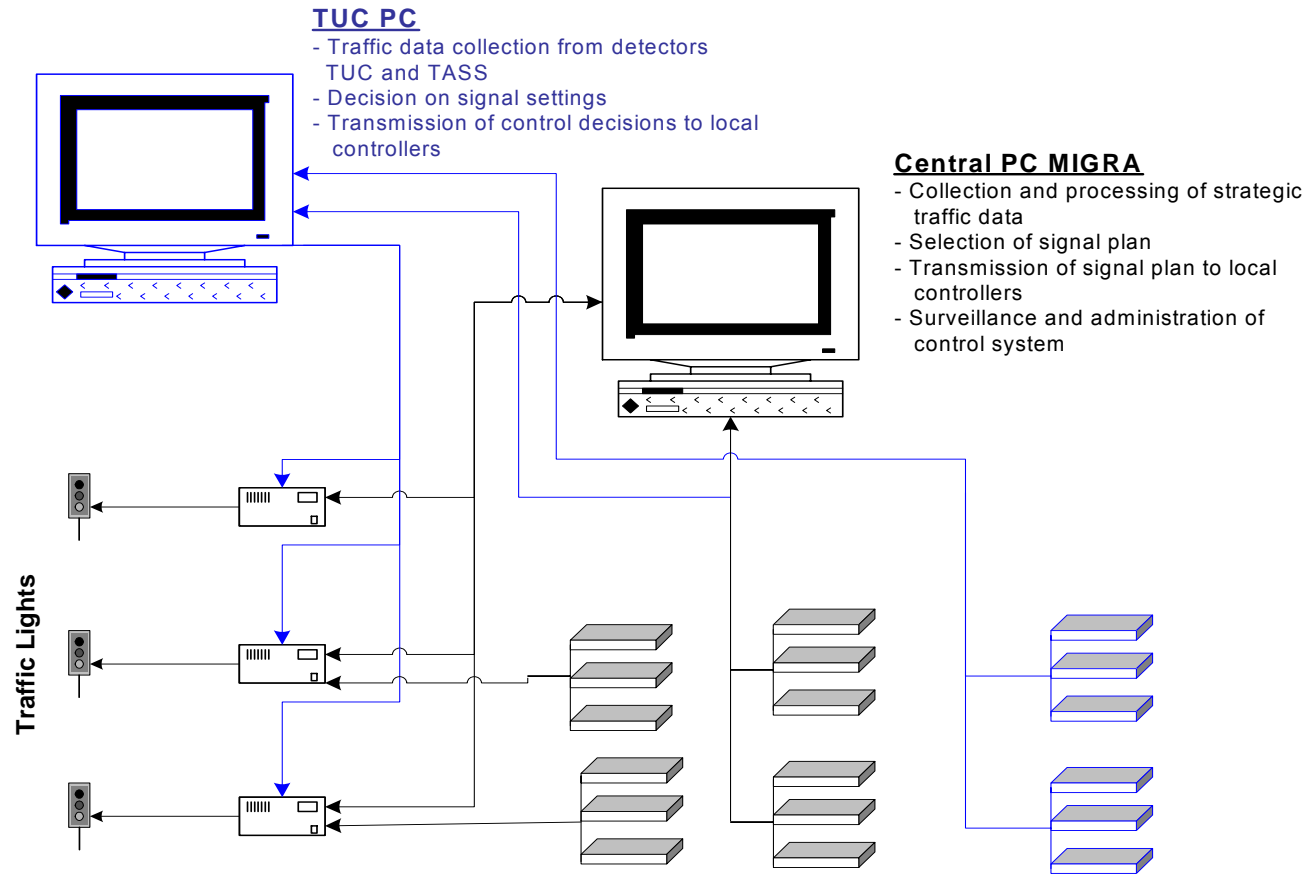 TUC PC
- Traffic data collection from detectors
TUC and TASS
- Decision on signal settings
- Transmission of control decisions to local
controllers
Central PC MIGRA
- Collection and processing of strategic
traffic data
- Selection of signal plan
- Transmission of signal plan to local
controllers
- Surveillance and administration of
control system
Traffic Lights